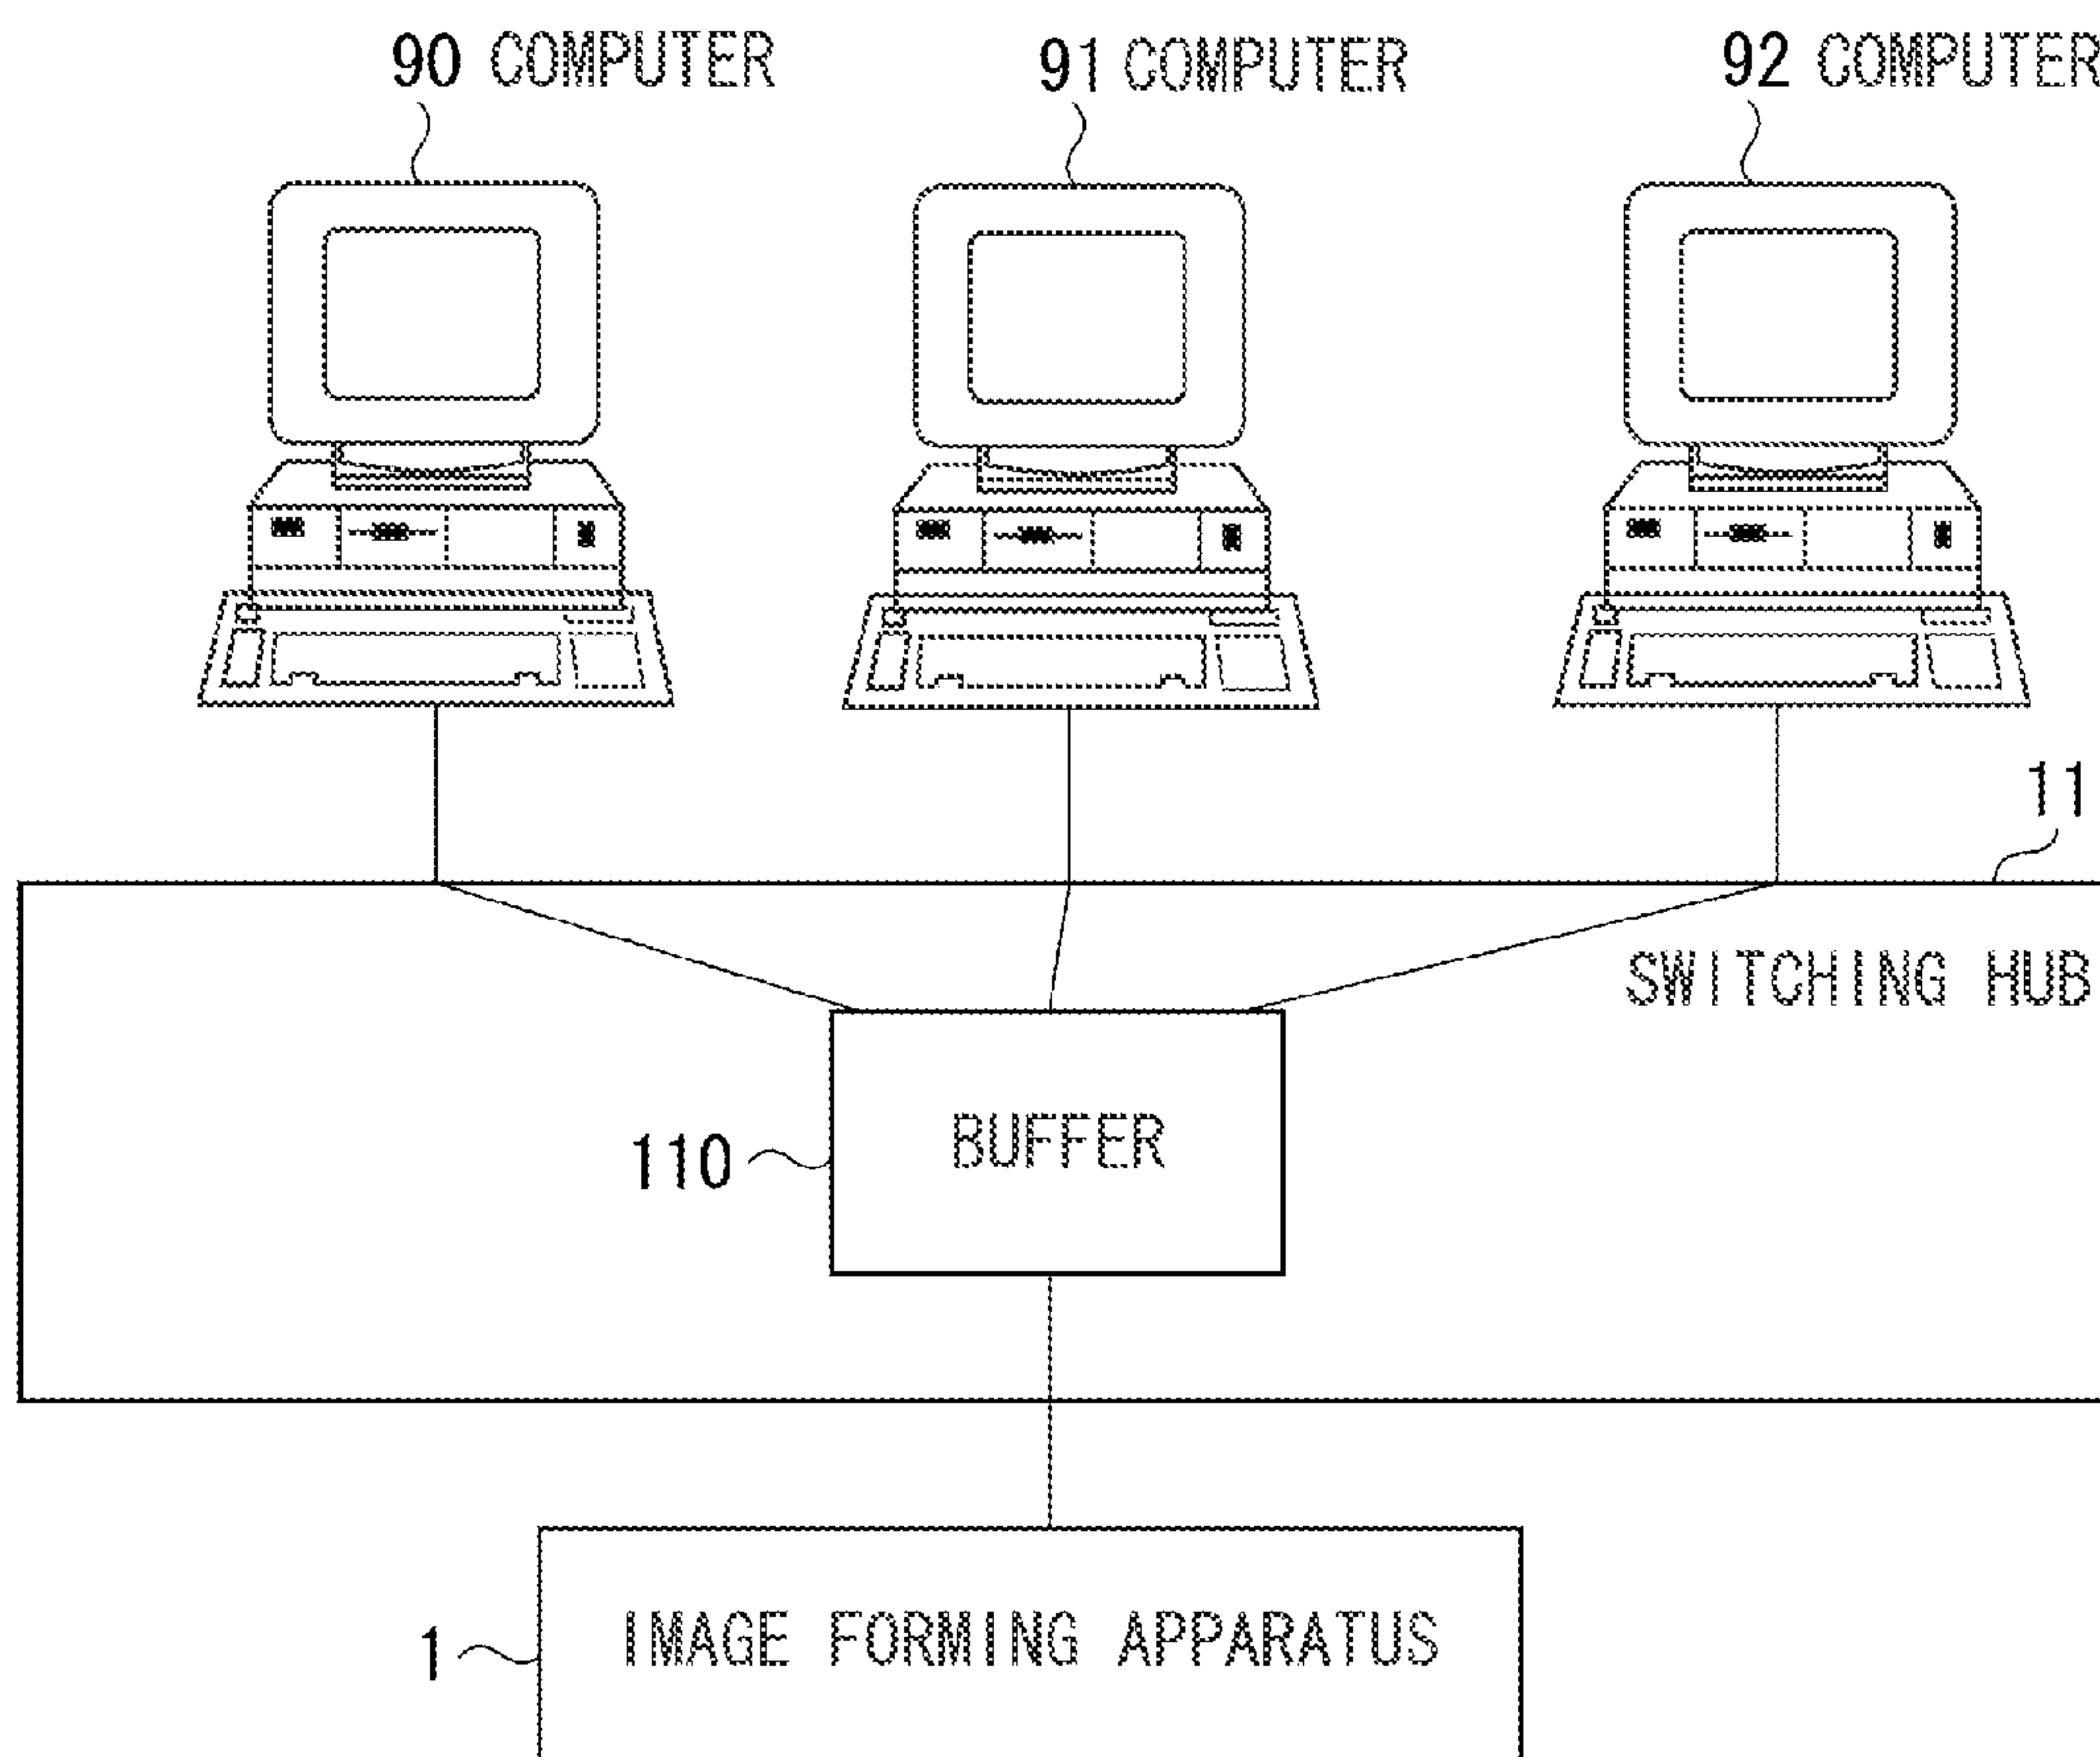 90 COMPUTER 91 COMPUTER 92 COMPUTER
11
SWITCHING HUB
110 BUFFER
1 IMAGE FORMING APPARATUS